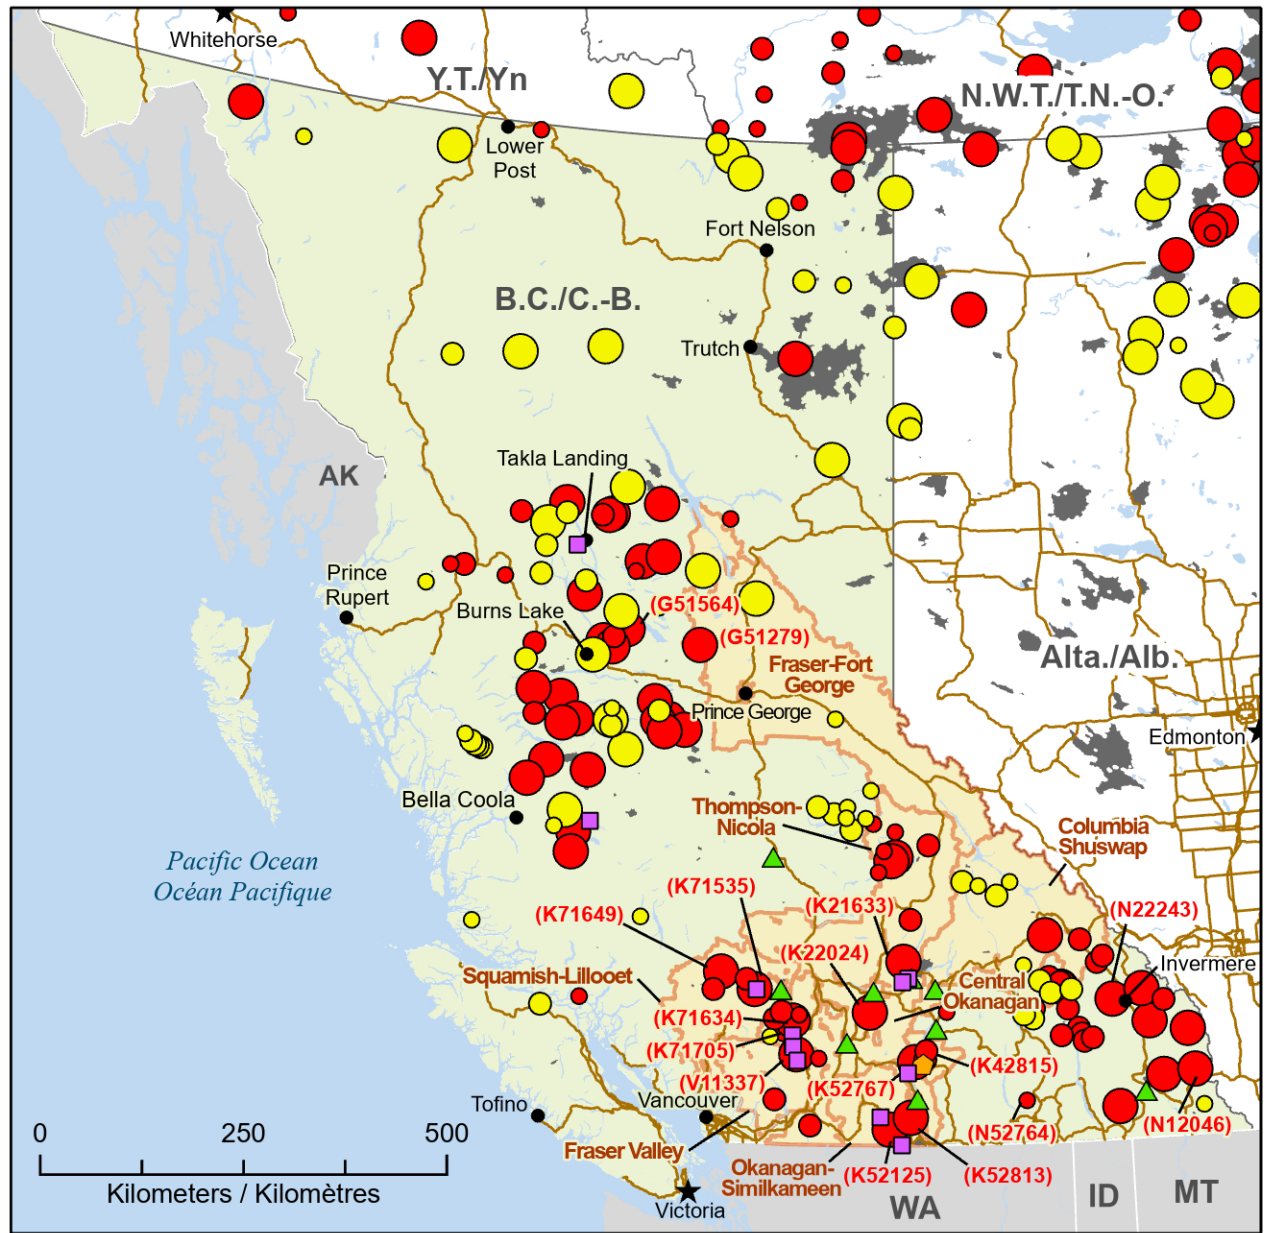 Whitehorse
Y.T./Yn
N.W.T./T.N.-O.
Lower
Post
Fort Nelson
B.C./C.-B.
Trutch
Takla Landing
AK
Prince
Rupert
Burns Lake
(G51564)
(G51279)
Fraser-Fort
George
Alta./Alb.
Prince George
Edmonton
Bella Coola
Thompson-
Nicola
Columbia
Shuswap
Pacific Ocean
Océan Pacifique
(K71535)
(K71649)
(K21633)
(N22243)
(K22024)
Invermere
Squamish-Lillooet
Central
Okanagan
(K71634)
(K71705)
(V11337)
(K52767)
(K42815)
Tofino
Vancouver
(N52764)
(N12046)
Fraser Valley
Okanagan-
Similkameen
(K52125)
(K52813)
0 250 500
Kilometers / Kilomètres
Victoria
WA
ID
MT